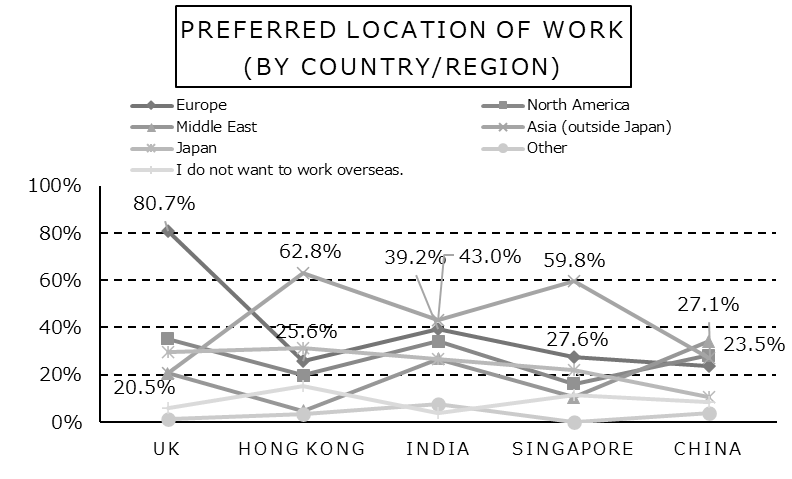 PREFERRED LOCATION OF WORK
(BY COUNTRY/REGION)
Europe
North America
Middle East
Asia (outside Japan)
Japan
Other
I do not want to work overseas.
100%
80%
60%
40%
20%
0%
80.7%
20.5%
62.8%
25.6%
39.2%
43.0%
59.8%
27.6%
27.1%
23.5%
UK
HONG KONG
INDIA
SINGAPORE
CHINA